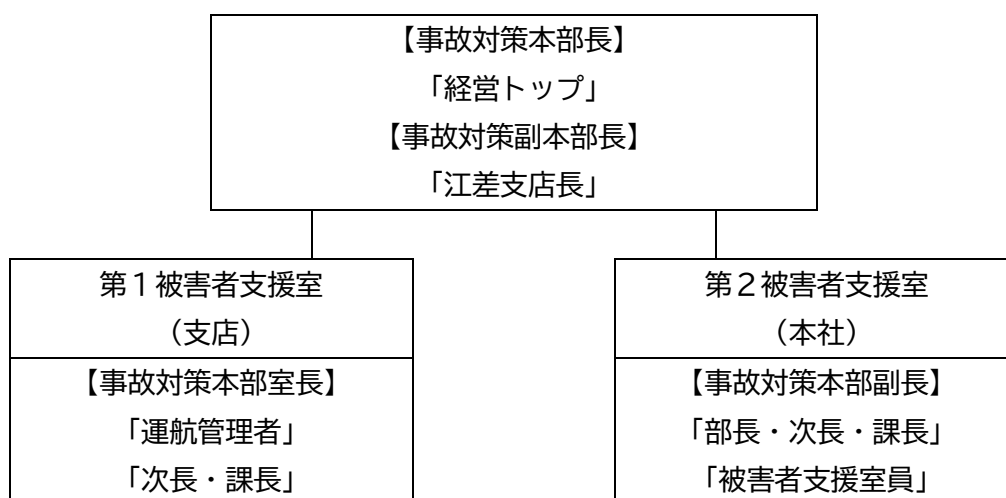 【事故対策本部長】
「経営トップ」
【事故対策副本部長】
「江差支店長」
第１被害者支援室
（支店）
【事故対策本部室長】
「運航管理者」
「次長・課長」
第２被害者支援室
（本社）
【事故対策本部副長】
「部長・次長・課長」
「被害者支援室員」